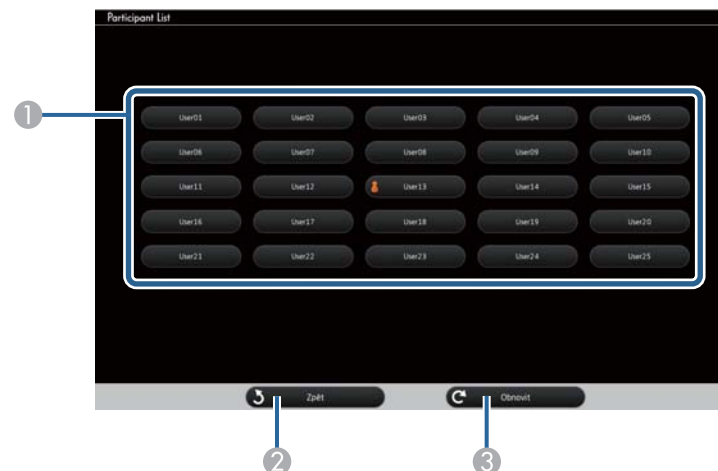 Participant List
1
User01 User02 User03 User04 User05
User06 User07 User08 User09 User10
User11 User12 User13 User14 User15
User16 User17 User18 User19 User20
User21 User22 User23 User24 User25
Zpět Obnovit
2 3